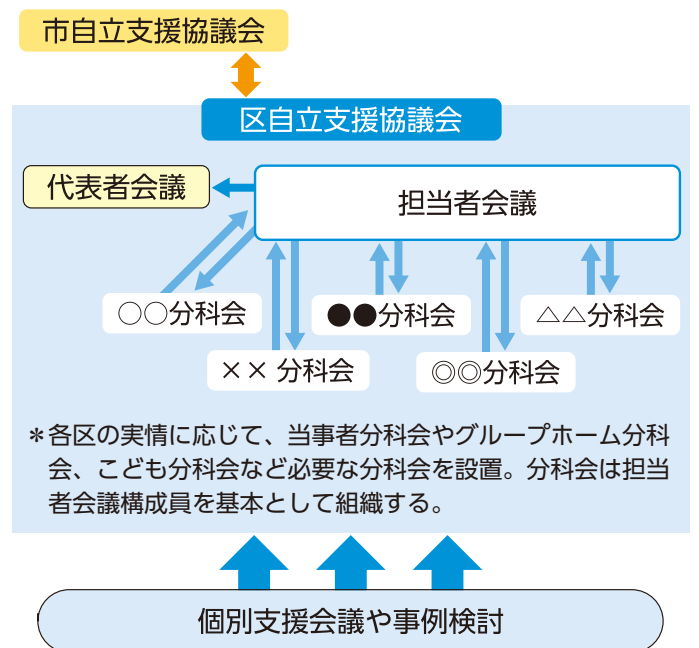 市自立支援協議会
区自立支援協議会
代表者会議
担当者会議
○○分科会
●●分科会
△△分科会
×× 分科会
◎◎分科会
＊各区の実情に応じて、当事者分科会やグループホーム分科
会、こども分科会など必要な分科会を設置。分科会は担当
者会議構成員を基本として組織する。
個別支援会議や事例検討